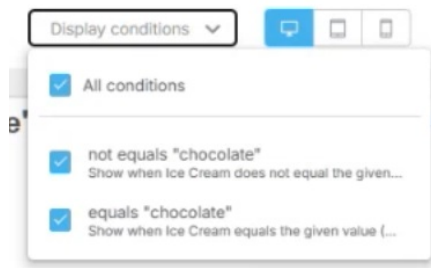 Display conditions
All conditions
e'
not equals "chocolate"
Show when Ice Cream does not equal the given...
equals "chocolate"
Show when Ice Cream equals the given value (...